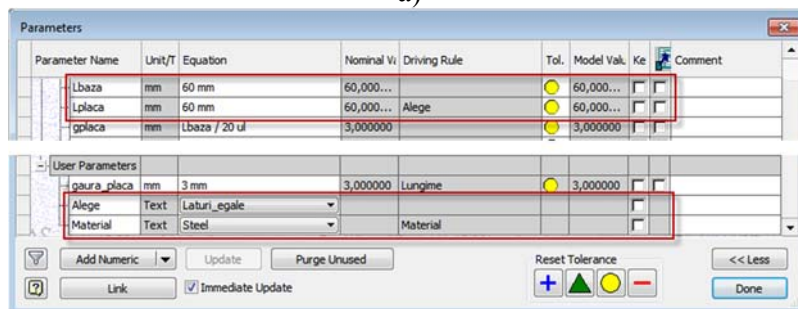 a)
Parameters
Parameter Name Unit/T Equation Nominal Vi Driving Rule Tol. Model Valu Ke Comment
Lbaza mm 60 mm 60,000... 60,000...
Lplaca mm 60 mm 60,000... Alege 60,000...
gplaca mm Lbaza / 20 ul 3,000000 3,000000
User Parameters
gaura_placa mm 3 mm 3,000000 Lungime 3,000000
Alege Text Laturi_egale
Material Text Steel Material
Add Numeric Update Purge Unused Reset Tolerance << Less
Link Immediate Update Done